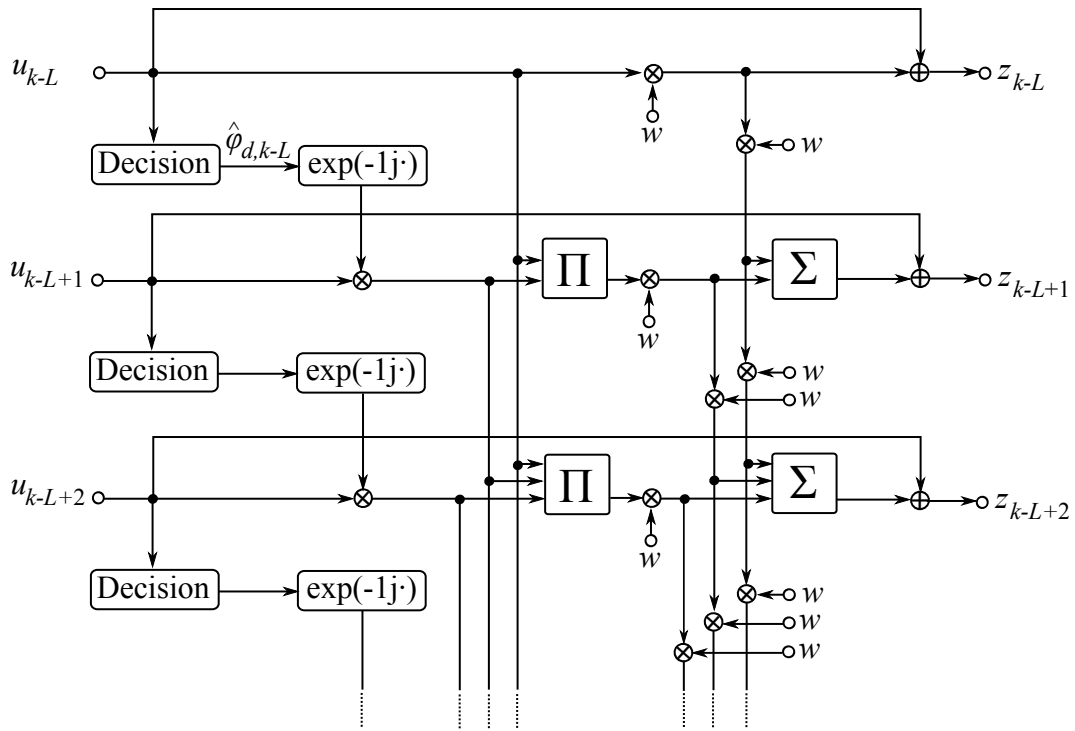 u_{k-L}
z_{k-L}
w
w
Decision
φ̂_{d,k-L}
exp(-1j·)
u_{k-L+1}
Π
Σ
z_{k-L+1}
w
Decision
exp(-1j·)
w
w
u_{k-L+2}
Π
Σ
z_{k-L+2}
w
Decision
exp(-1j·)
w
w
w